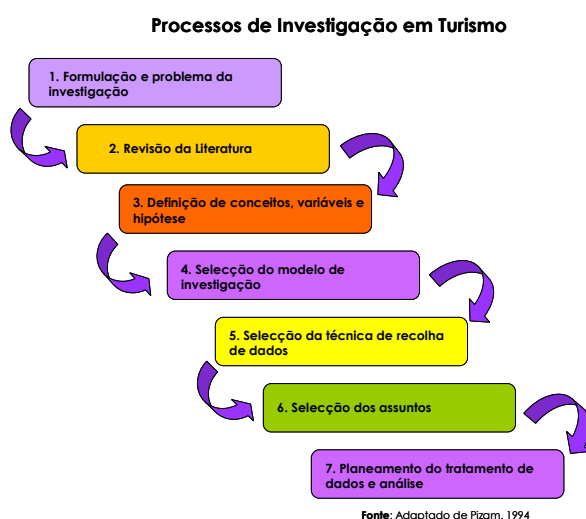 Processos de Investigação em Turismo
1. Formulação e problema da
investigação
2. Revisão da Literatura
3. Definição de conceitos, variáveis e
hipótese
4. Selecção do modelo de
investigação
5. Selecção da técnica de recolha
de dados
6. Selecção dos assuntos
7. Planeamento do tratamento de
dados e análise
Fonte: Adaptado de Pizam, 1994